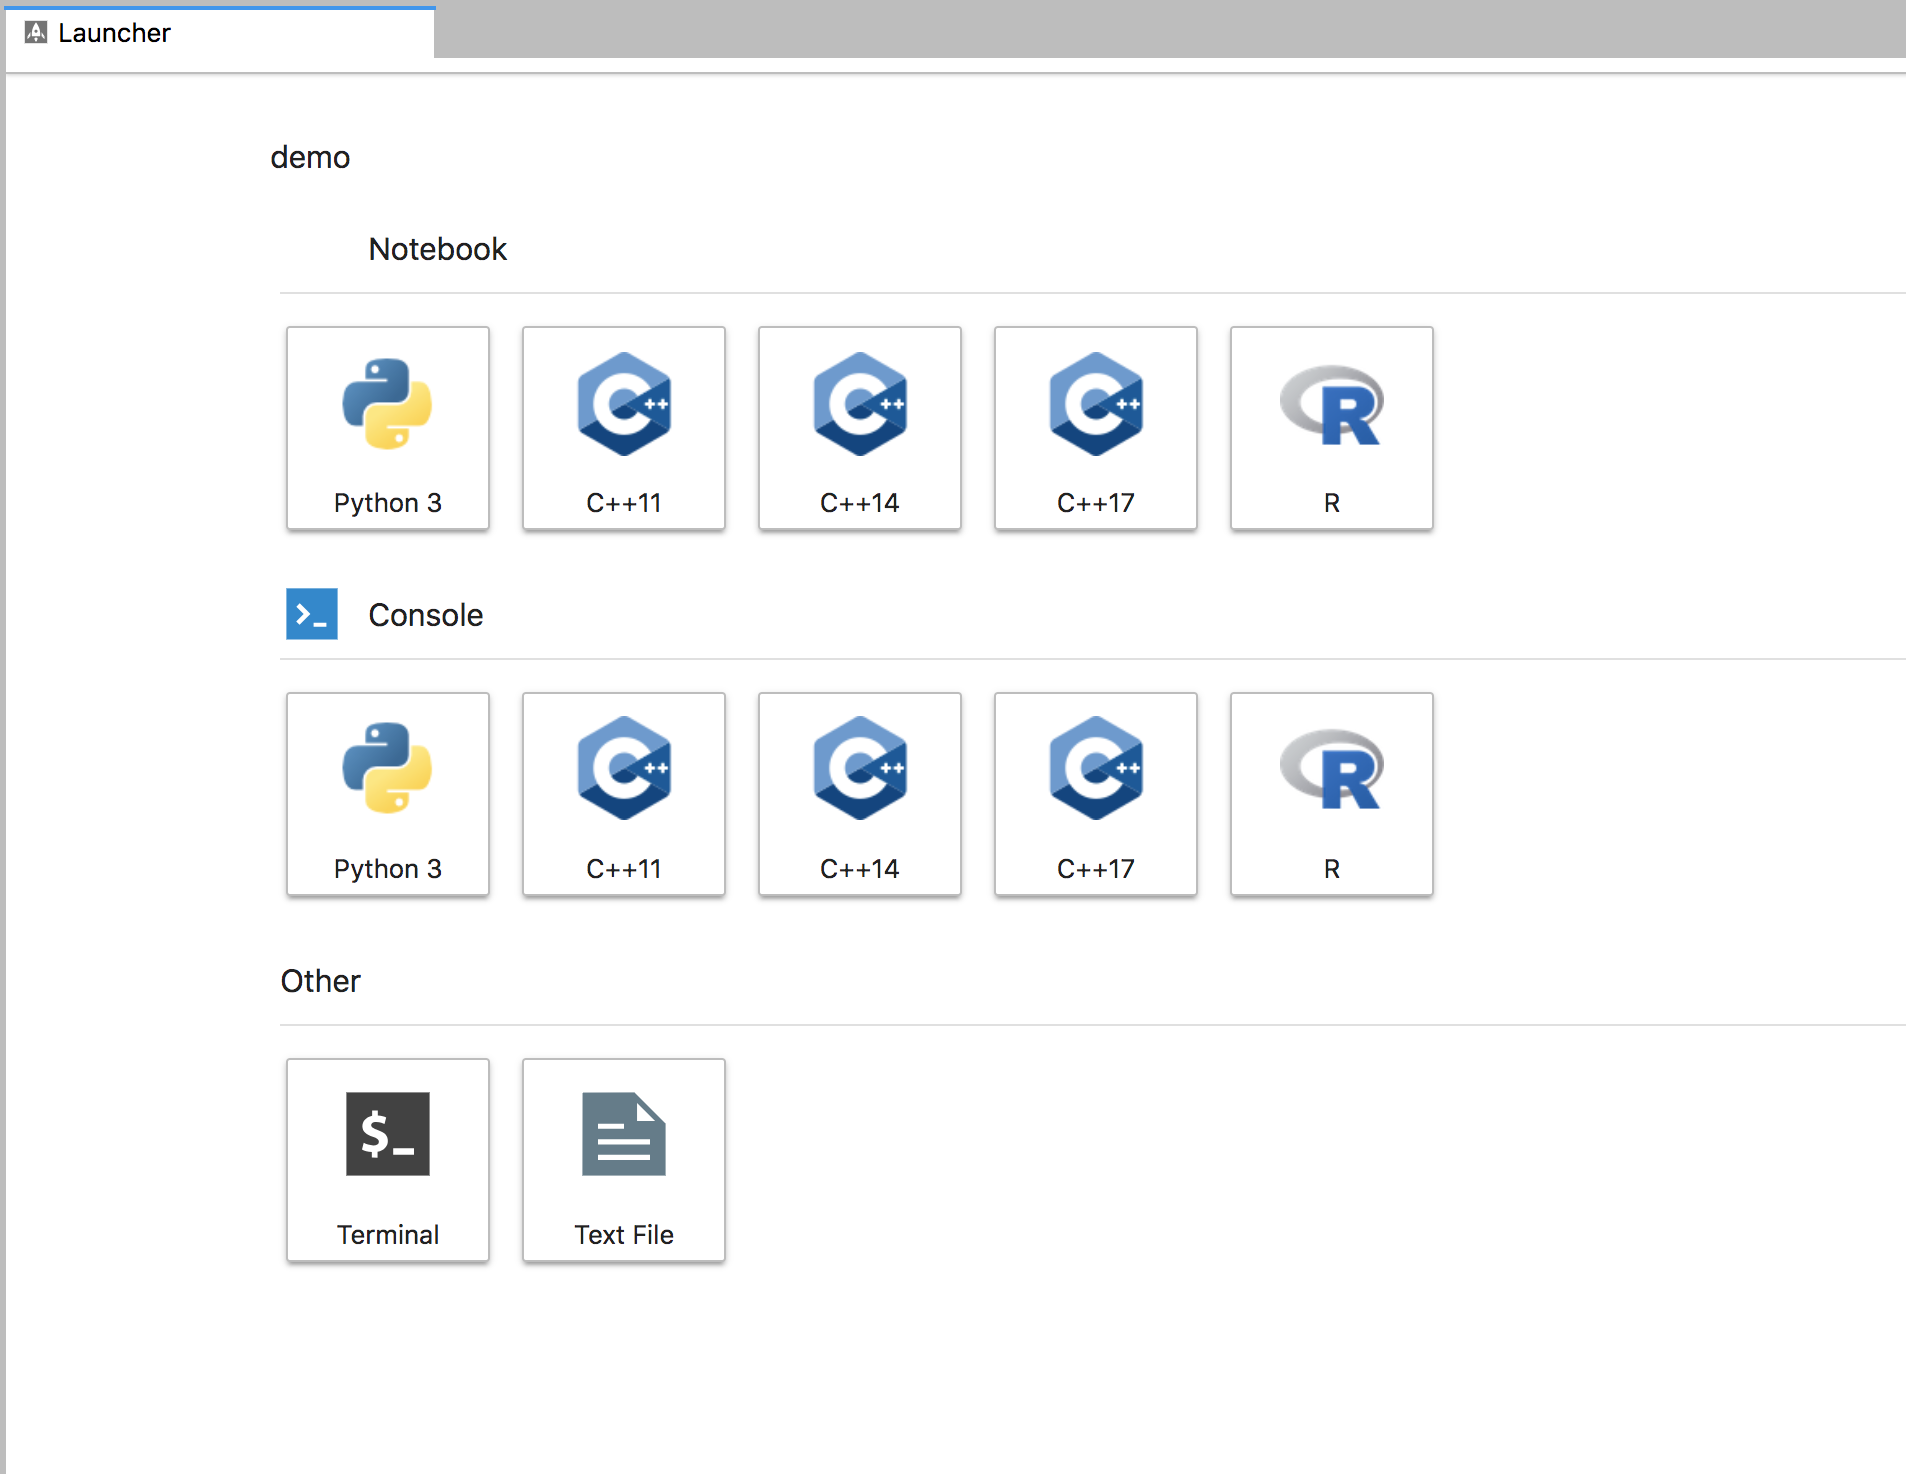 Launcher
demo
Notebook
Python 3 C++11 C++14 C++17 R
>_ Console
Python 3 C++11 C++14 C++17 R
Other
$_
Terminal Text File